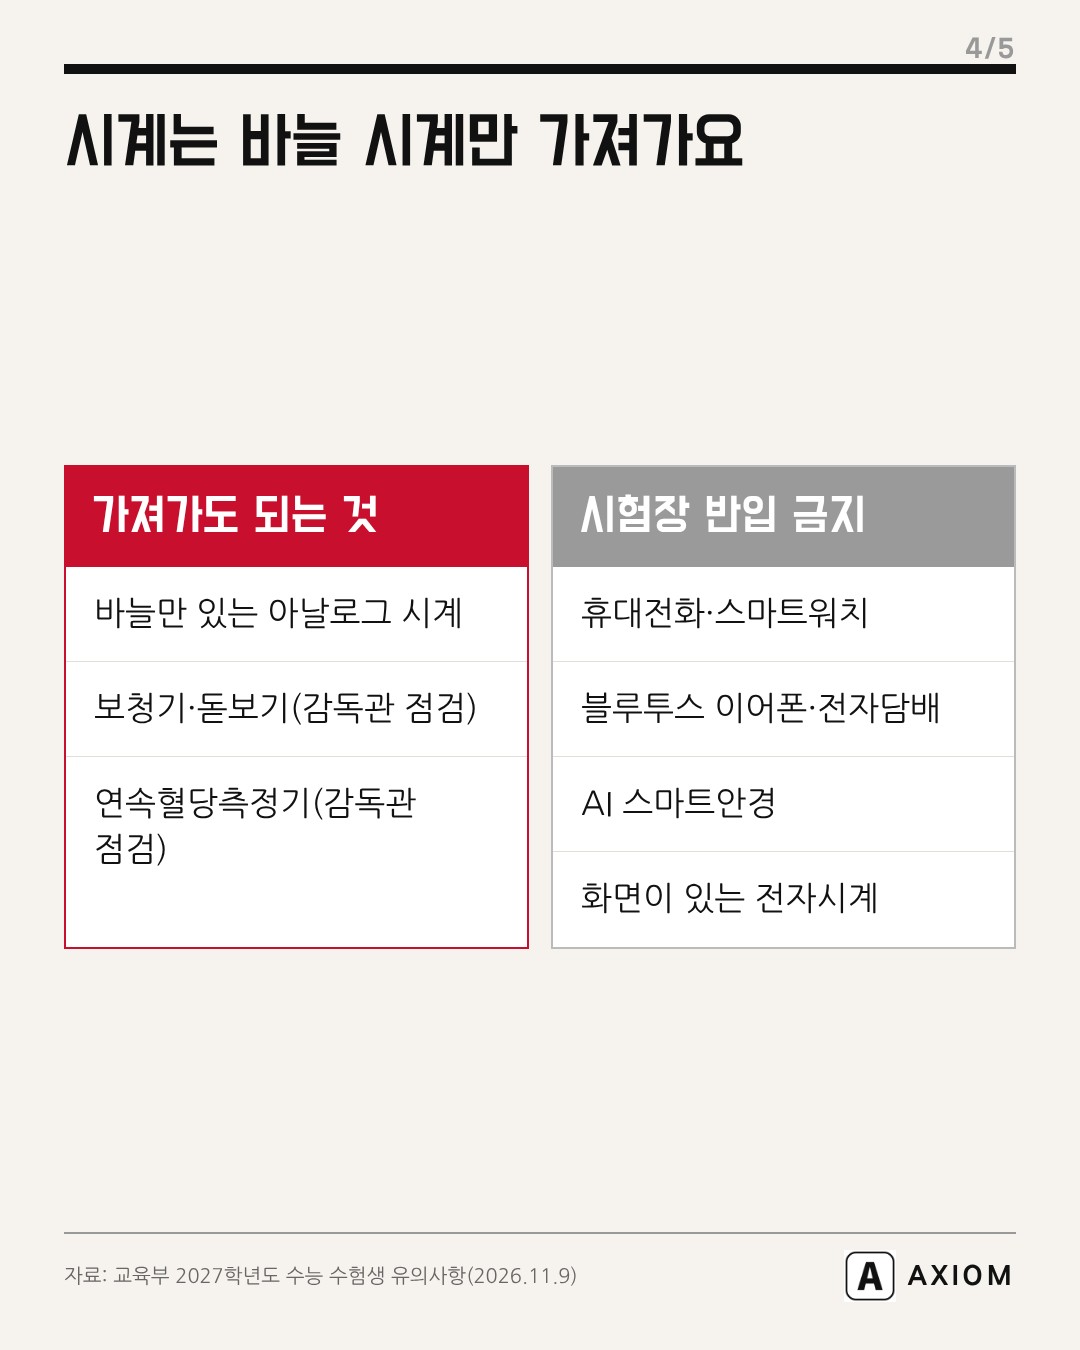 4/5
시계는 바늘 시계만 가져가요
가져가도 되는 것
바늘만 있는 아날로그 시계
보청기·돋보기(감독관 점검)
연속혈당측정기(감독관
점검)
시험장 반입 금지
휴대전화·스마트워치
블루투스 이어폰·전자담배
AI 스마트안경
화면이 있는 전자시계
자료: 교육부 2027학년도 수능 수험생 유의사항(2026.11.9)
A AXIOM